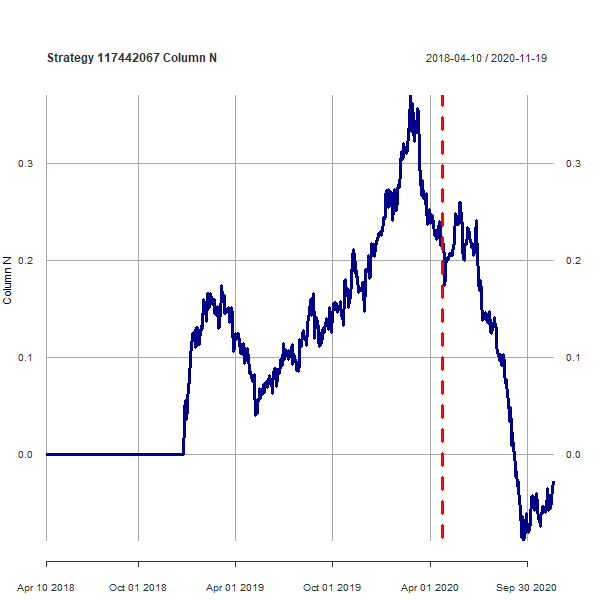 Strategy 117442067 Column N
2018-04-10 / 2020-11-19
Column N
0.3
0.3
0.2
0.2
0.1
0.1
0.0
0.0
Apr 10 2018
Oct 01 2018
Apr 01 2019
Oct 01 2019
Apr 01 2020
Sep 30 2020